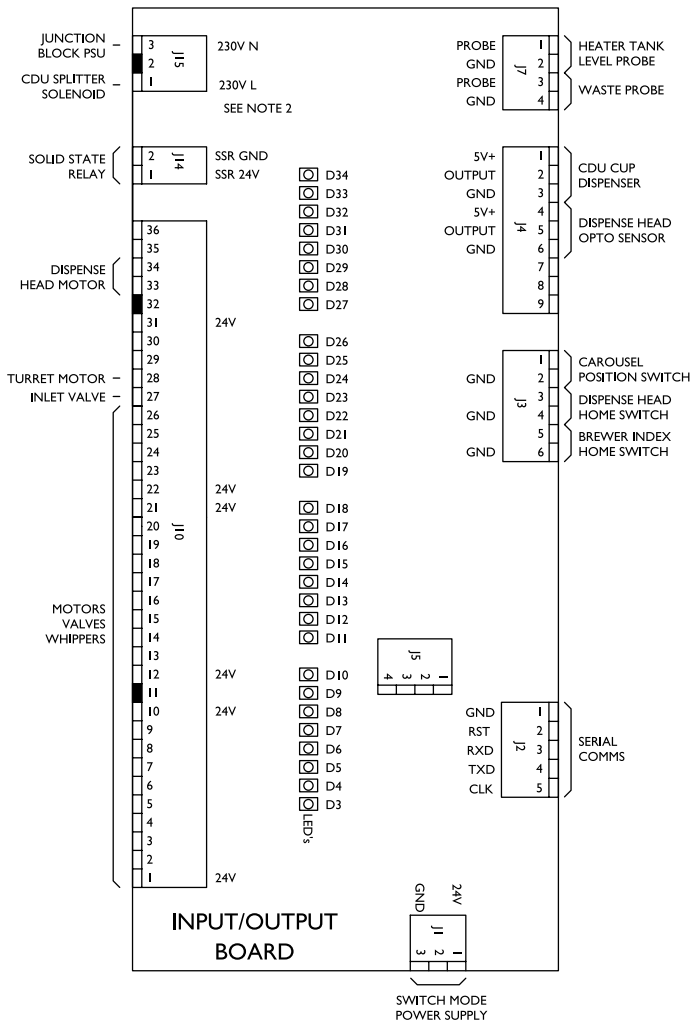 JUNCTION
BLOCK PSU
CDU SPLITTER
SOLENOID
3
2
1
J15
230V N
230V L
SEE NOTE 2
SOLID STATE
RELAY
2
1
J14
SSR GND
SSR 24V
36
35
34
33
32
31 24V
30
29
28
27
26
25
24
23
22 24V
21 24V
20
19
18
17
16
15
14
13
12 24V
11
10 24V
9
8
7
6
5
4
3
2
1 24V
J10
DISPENSE
HEAD MOTOR
TURRET MOTOR
INLET VALVE
MOTORS
VALVES
WHIPPERS
D34
D33
D32
D31
D30
D29
D28
D27
D26
D25
D24
D23
D22
D21
D20
D19
D18
D17
D16
D15
D14
D13
D12
D11
D10
D9
D8
D7
D6
D5
D4
D3
LED's
PROBE 1
GND 2
PROBE 3
GND 4
J7
HEATER TANK
LEVEL PROBE
WASTE PROBE
5V+ 1
OUTPUT 2
GND 3
5V+ 4
OUTPUT 5
GND 6
7
8
9
J4
CDU CUP
DISPENSER
DISPENSE HEAD
OPTO SENSOR
1
GND 2
3
GND 4
5
GND 6
J3
CAROUSEL
POSITION SWITCH
DISPENSE HEAD
HOME SWITCH
BREWER INDEX
HOME SWITCH
J5
4 3 2 1
GND 1
RST 2
RXD 3
TXD 4
CLK 5
J2
SERIAL
COMMS
GND 24V
J1
3 2 1
SWITCH MODE
POWER SUPPLY
INPUT/OUTPUT
BOARD